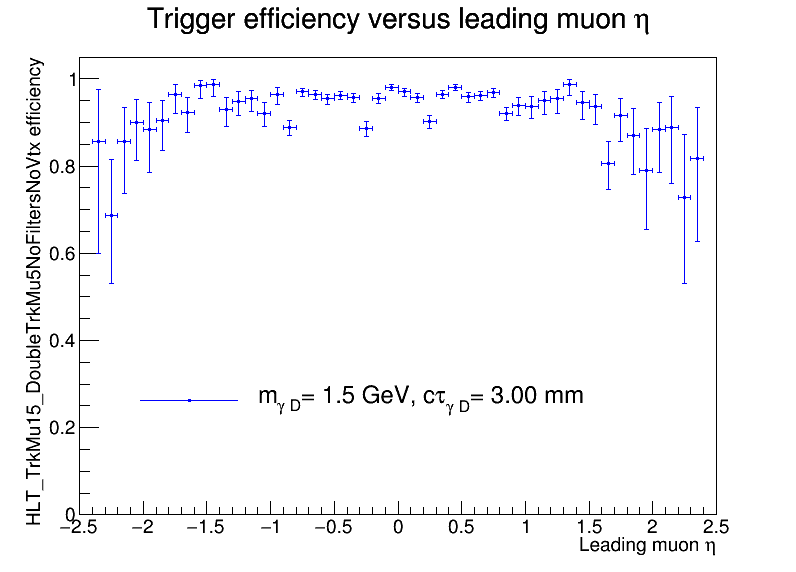 Trigger efficiency versus leading muon η
HLT_TrkMu15_DoubleTrkMu5NoFiltersNoVtx efficiency
1
0.8
0.6
0.4
0.2
0
m_γ D= 1.5 GeV, cτ_γ D= 3.00 mm
−2.5 −2 −1.5 −1 −0.5 0 0.5 1 1.5 2 2.5
Leading muon η